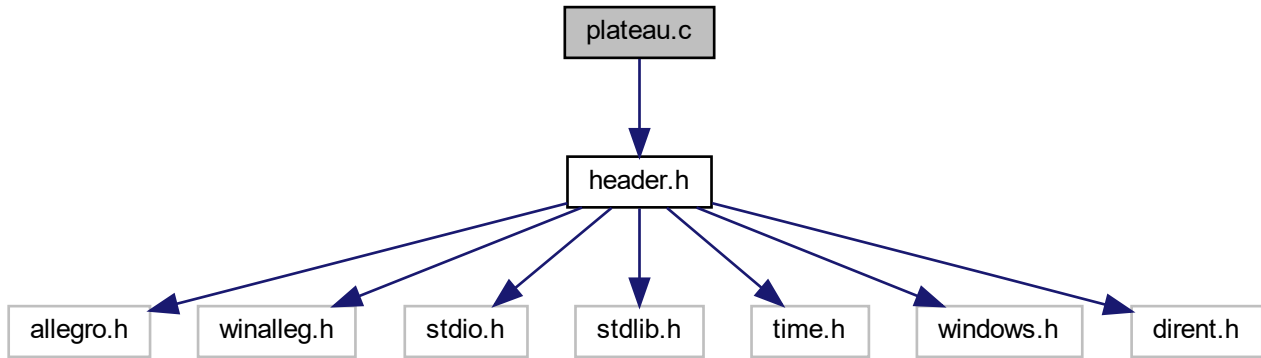 plateau.c
header.h
allegro.h
winalleg.h
stdio.h
stdlib.h
time.h
windows.h
dirent.h